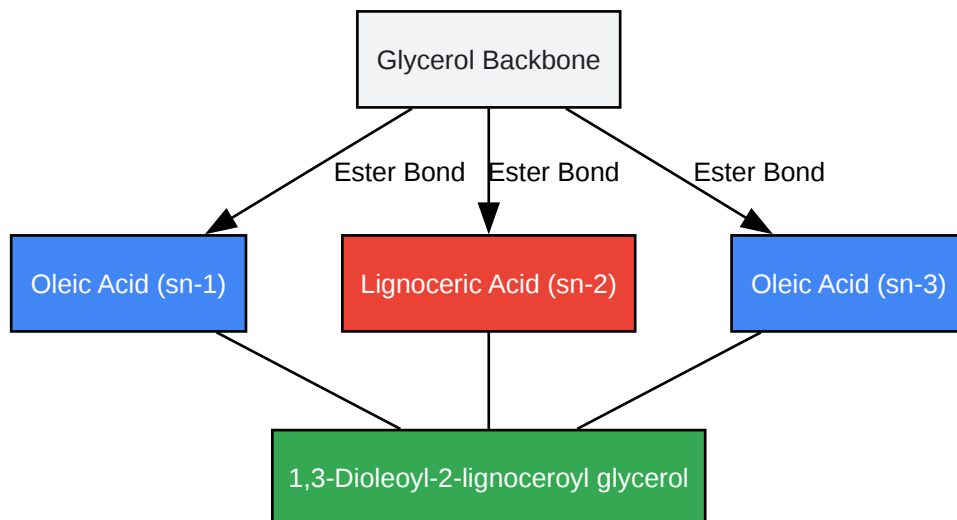 Glycerol Backbone
Ester Bond
Ester Bond
Ester Bond
Oleic Acid (sn-1)
Lignoceric Acid (sn-2)
Oleic Acid (sn-3)
1,3-Dioleoyl-2-lignoceroyl glycerol